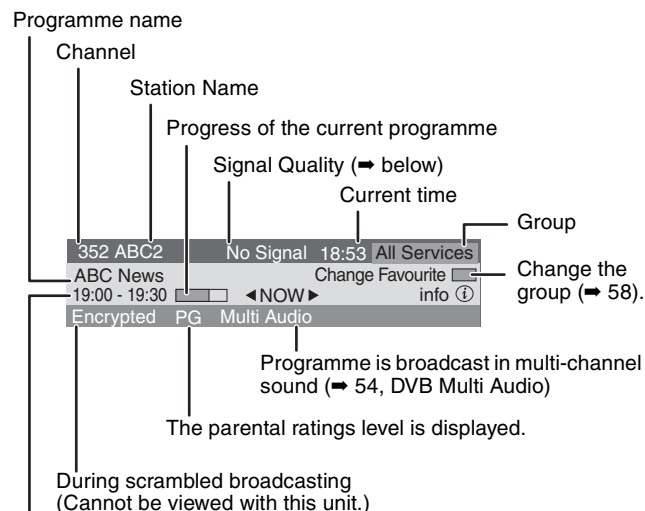 Programme name
Channel
Station Name
Progress of the current programme
Signal Quality (➡ below)
Current time
Group
352 ABC2 No Signal 18:53 All Services
ABC News Change Favourite
19:00 - 19:30 ◀NOW▶ info ⓘ
Encrypted PG Multi Audio
Change the
group (➡ 58).
Programme is broadcast in multi-channel
sound (➡ 54, DVB Multi Audio)
The parental ratings level is displayed.
During scrambled broadcasting
(Cannot be viewed with this unit.)